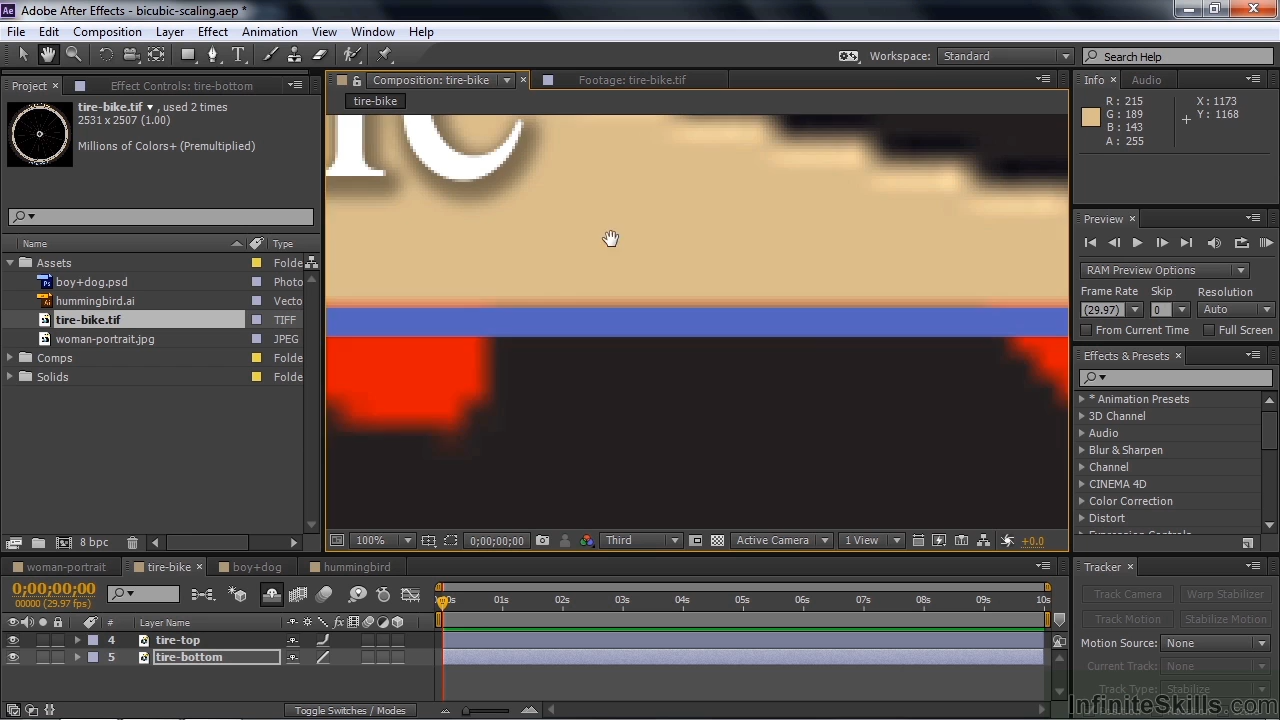 Adobe After Effects - bicubic-scaling.aep *
File Edit Composition Layer Effect Animation View Window Help
Workspace: Standard Search Help
Project Effect Controls: tire-bottom Composition: tire-bike Footage: tire-bike.tif Info Audio
tire-bike.tif , used 2 times
2531 x 2507 (1.00)
Millions of Colors+ (Premultiplied)
tire-bike
R : 215
G : 189
B : 143
A : 255
X : 1173
Y : 1168
Name Type
Assets Folde
boy+dog.psd Photo
hummingbird.ai Vecto
tire-bike.tif TIFF
woman-portrait.jpg JPEG
Comps Folde
Solids Folde
8 bpc
100% 0;00;00;00 Third Active Camera 1 View +0.0
Preview
RAM Preview Options
Frame Rate Skip Resolution
(29.97) 0 Auto
From Current Time Full Screen
Effects & Presets
* Animation Presets
3D Channel
Audio
Blur & Sharpen
Channel
CINEMA 4D
Color Correction
Distort
woman-portrait tire-bike boy+dog hummingbird
0;00;00;00
00000 (29.97 fps)
01s 02s 03s 04s 05s 06s 07s 08s 09s 10s
# Layer Name
4 tire-top
5 tire-bottom
Toggle Switches / Modes
Tracker
Track Camera Warp Stabilizer
Track Motion Stabilize Motion
Motion Source: None
Current Track: None
Track Type: Stabilize
InfiniteSkills.com